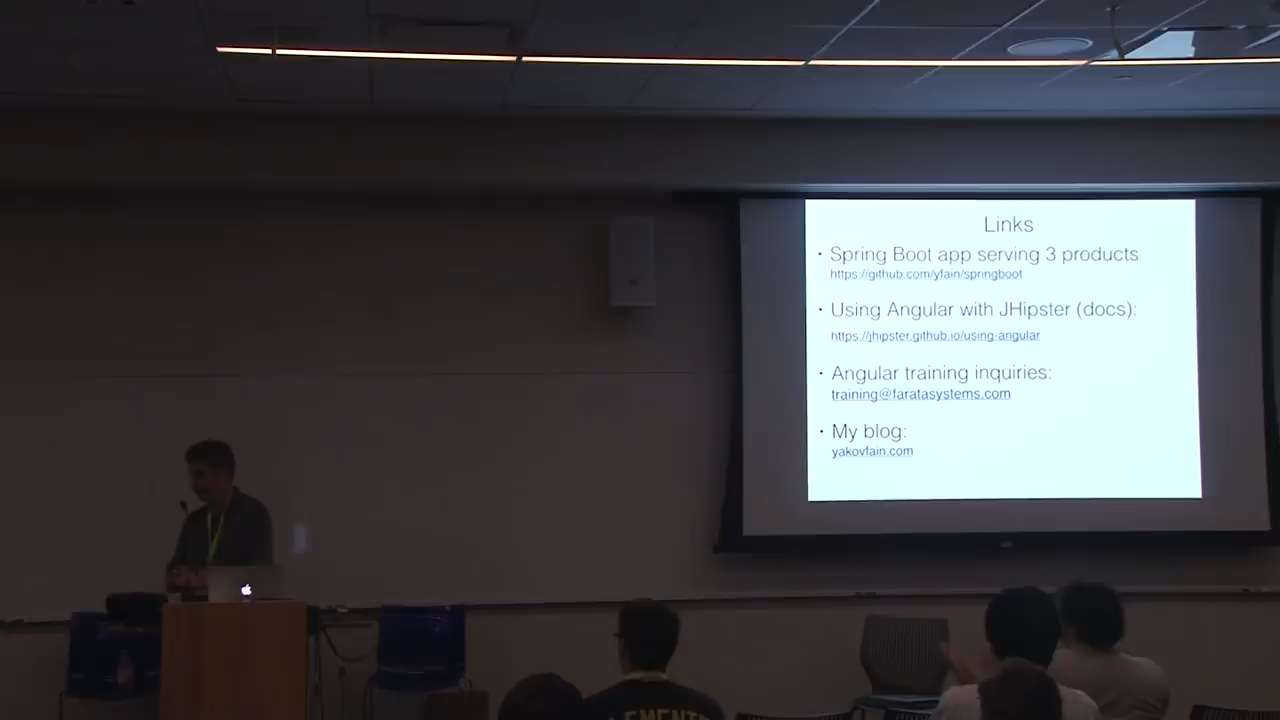 Links
· Spring Boot app serving 3 products
https://github.com/yfain/springboot
· Using Angular with JHipster (docs):
https://jhipster.github.io/using-angular
· Angular training inquiries:
training@faratasystems.com
· My blog:
yakovfain.com